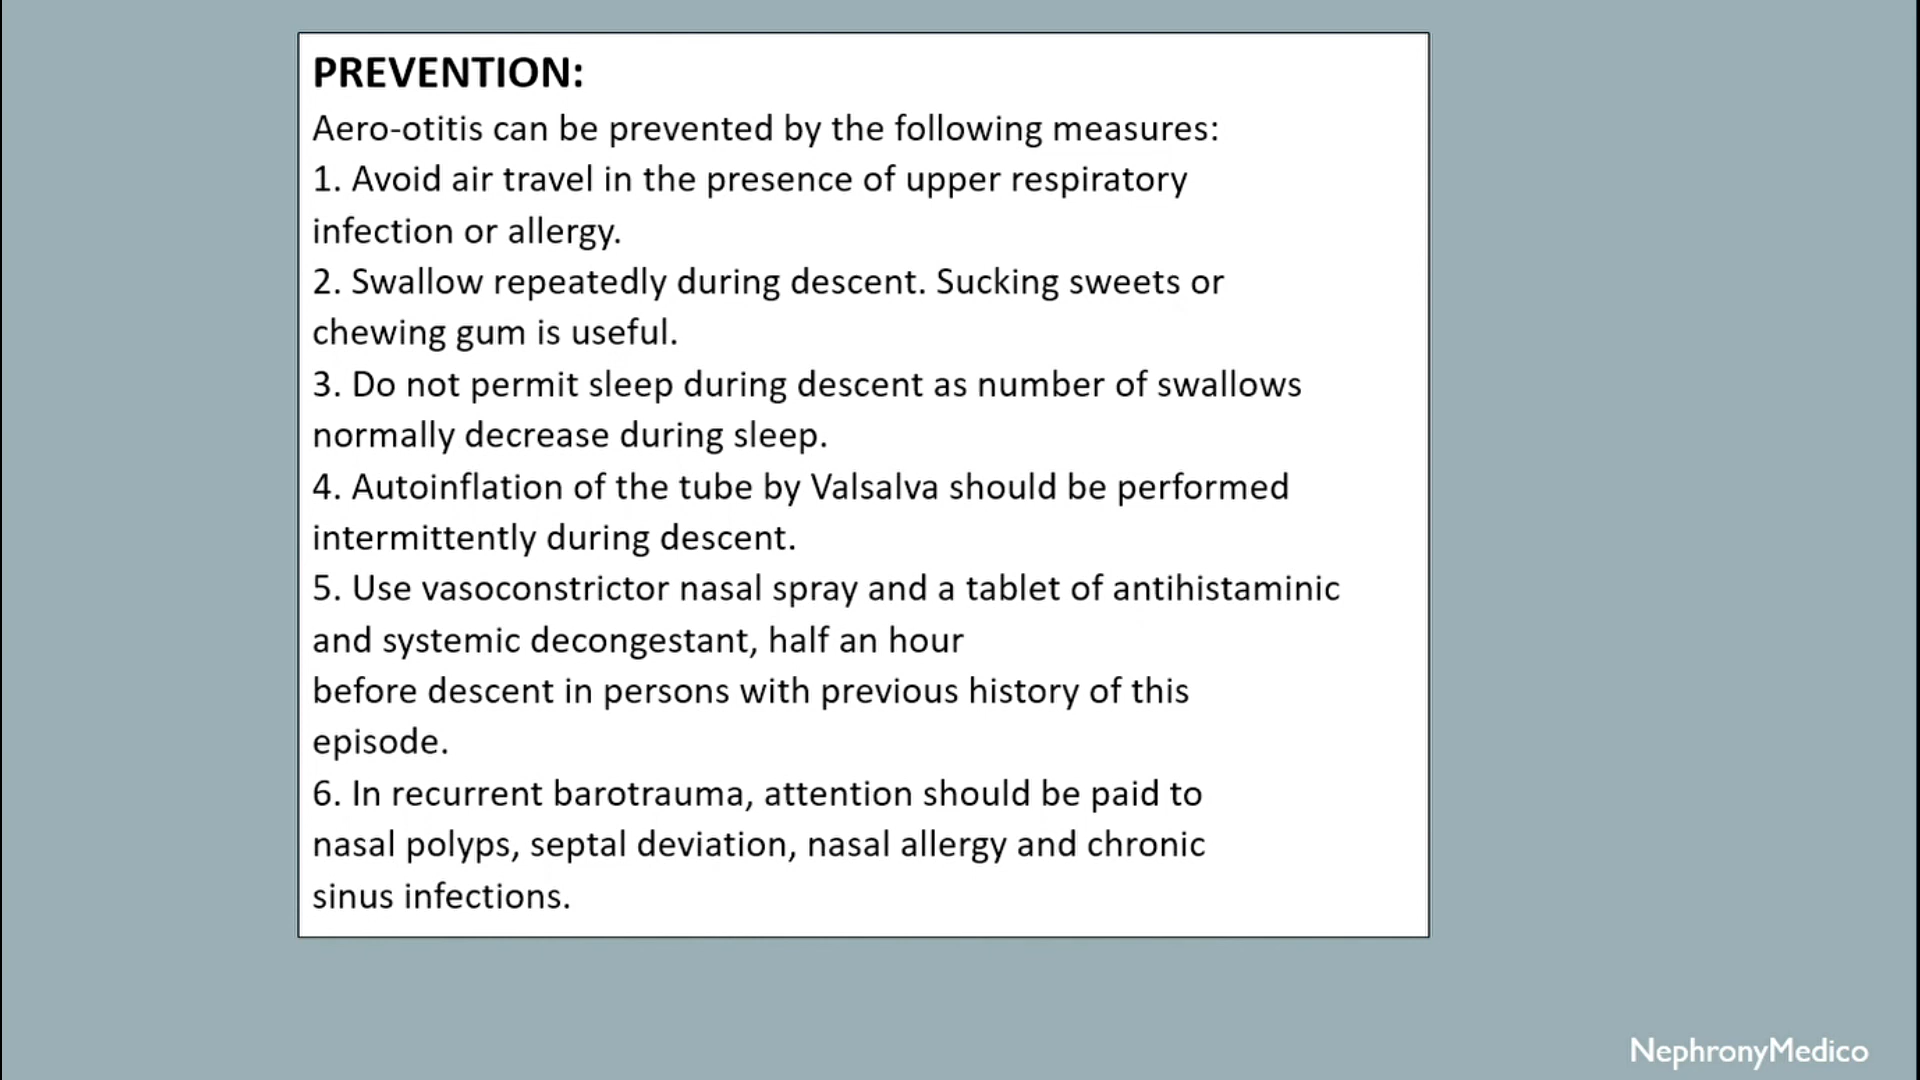 PREVENTION:
Aero-otitis can be prevented by the following measures:
1. Avoid air travel in the presence of upper respiratory
infection or allergy.
2. Swallow repeatedly during descent. Sucking sweets or
chewing gum is useful.
3. Do not permit sleep during descent as number of swallows
normally decrease during sleep.
4. Autoinflation of the tube by Valsalva should be performed
intermittently during descent.
5. Use vasoconstrictor nasal spray and a tablet of antihistaminic
and systemic decongestant, half an hour
before descent in persons with previous history of this
episode.
6. In recurrent barotrauma, attention should be paid to
nasal polyps, septal deviation, nasal allergy and chronic
sinus infections.
NephronyMedico